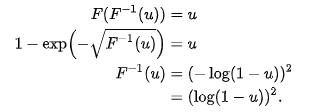 F(F⁻¹(u)) = u
1 − exp(−√(F⁻¹(u))) = u
F⁻¹(u) = (− log(1 − u))²
= (log(1 − u))².